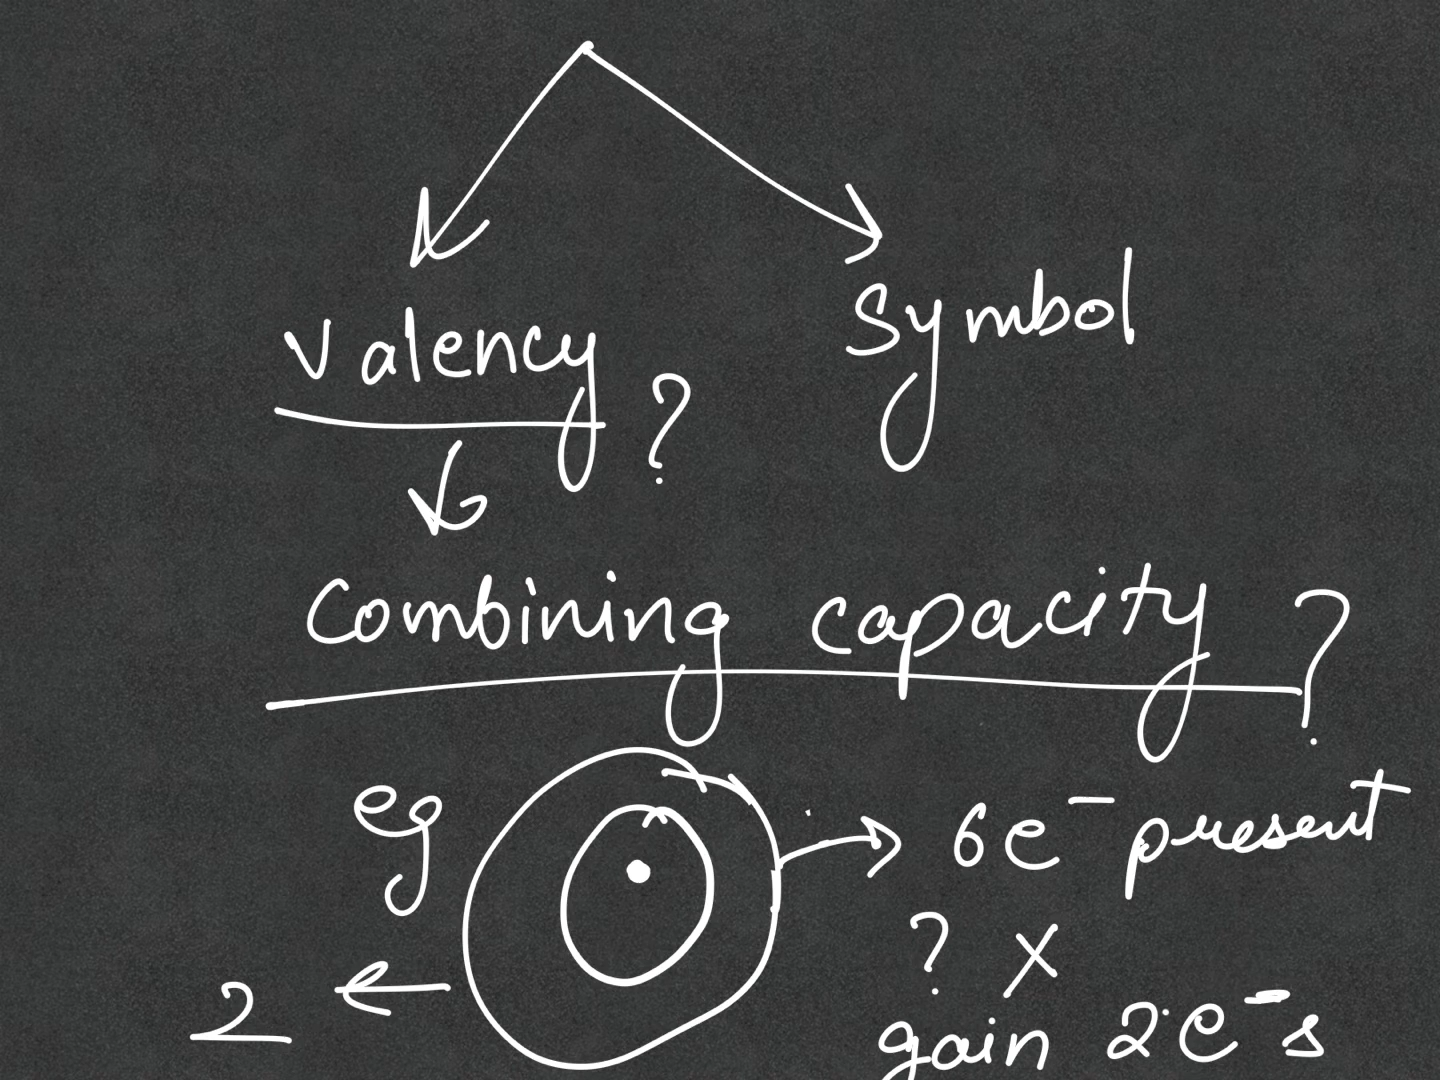 Valency ?
Symbol
Combining capacity ?
eg
6e⁻ present
? X
2
gain 2e⁻s